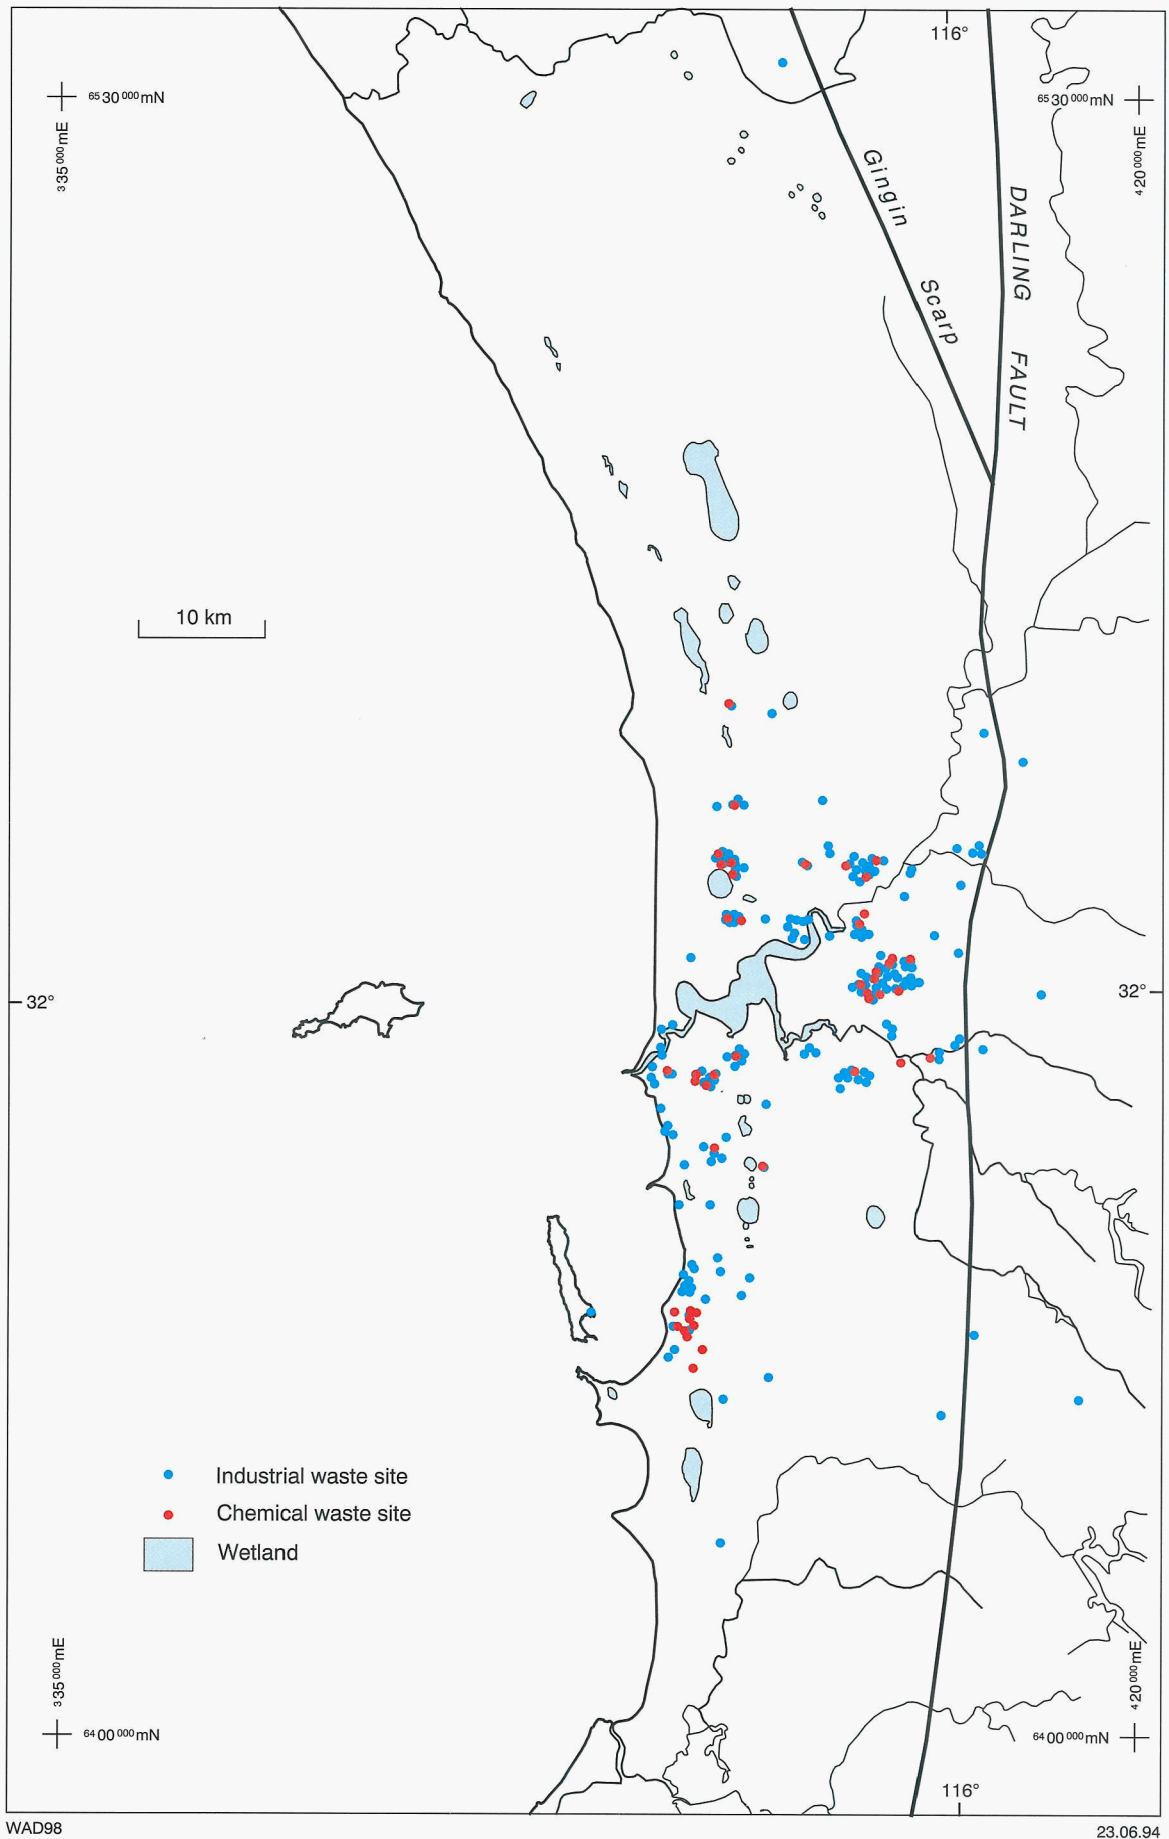 116°
6530 000mN
6530 000mN
335 000mE
420 000mE
Gingin
Scarp
DARLING
FAULT
10 km
32°
32°
Industrial waste site
Chemical waste site
Wetland
335 000mE
420 000mE
6400 000mN
6400 000mN
116°
WAD98
23.06.94